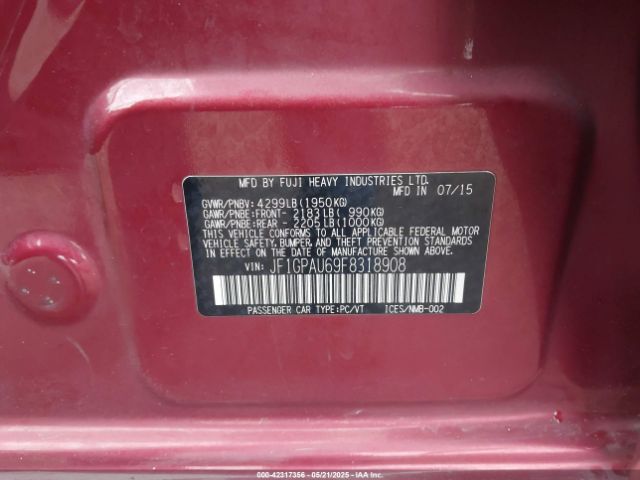 MFD BY FUJI HEAVY INDUSTRIES LTD.
MFD IN 07/15
GVWR/PNBV: 4299LB(1950KG)
GAWR/PNBE:FRONT- 2183LB( 990KG)
GAWR/PNBE:REAR - 2205LB(1000KG)
THIS VEHICLE CONFORMS TO ALL APPLICABLE FEDERAL MOTOR
VEHICLE SAFETY, BUMPER, AND THEFT PREVENTION STANDARDS
IN EFFECT ON THE DATE OF MANUFACTURE SHOWN ABOVE.
VIN: JF1GPAU69F8318908
PASSENGER CAR TYPE:PC/VT ICES/NMB-002
000-42317356 - 05/21/2025 - IAA Holdings, LLC